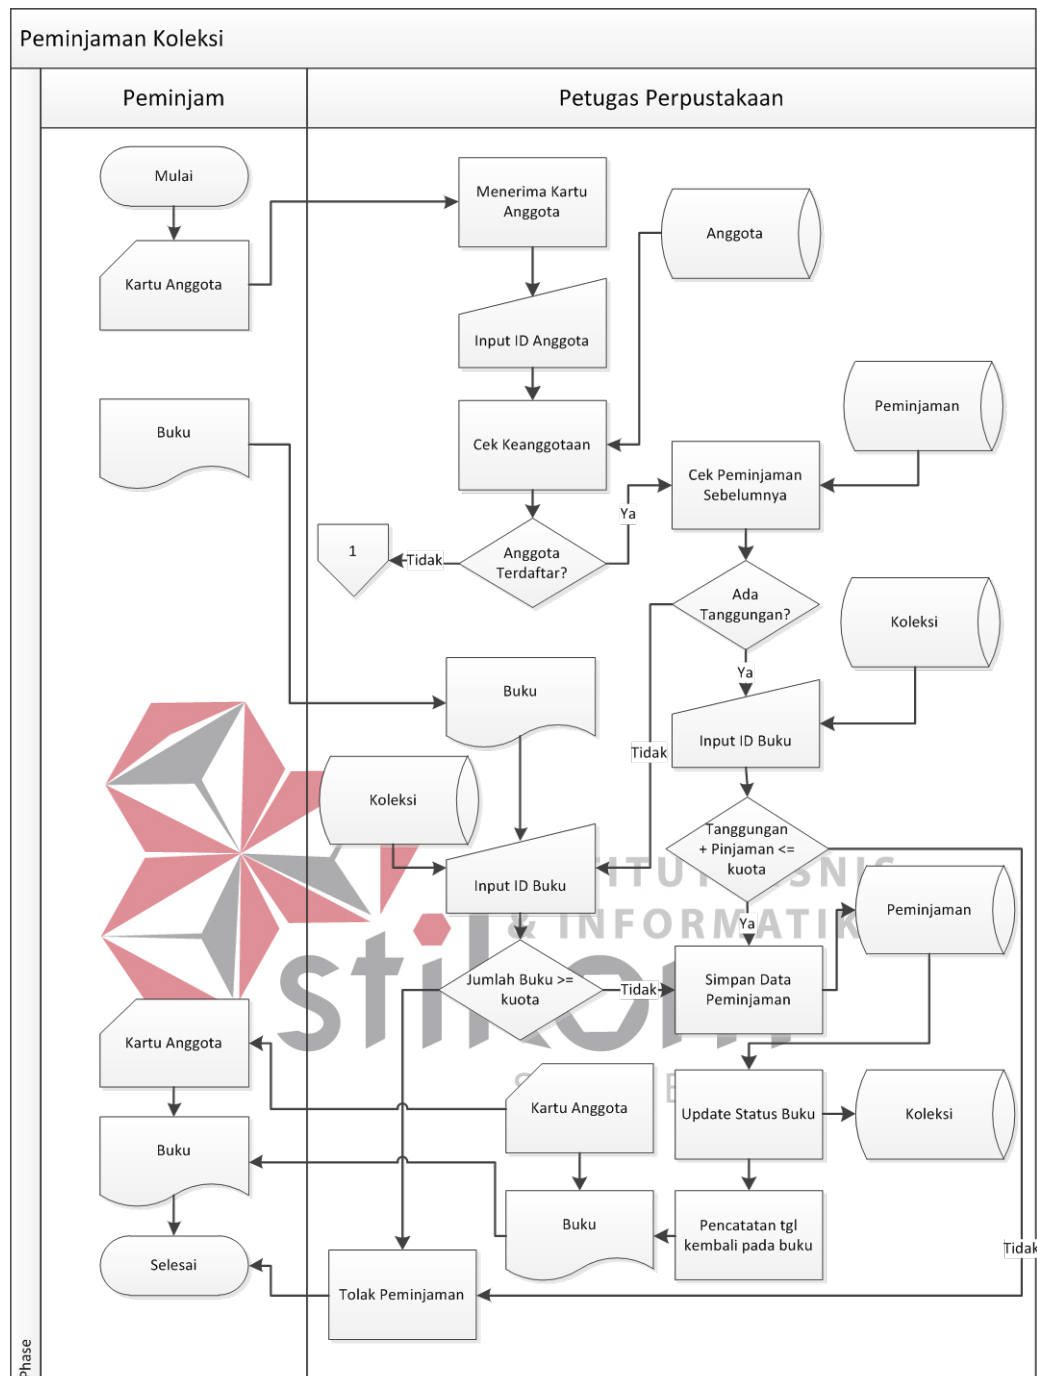 Peminjaman Koleksi
Peminjam
Petugas Perpustakaan
Mulai
Menerima Kartu
Anggota
Anggota
Kartu Anggota
Input ID Anggota
Peminjaman
Buku
Cek Keanggotaan
Cek Peminjaman
Sebelumnya
Ya
1
Tidak
Anggota
Terdaftar?
Ada
Tanggungan?
Koleksi
Ya
Buku
Input ID Buku
Tidak
Koleksi
Tanggungan
+ Pinjaman <=
kuota
Input ID Buku
Peminjaman
Ya
& INFORMATIK
Jumlah Buku >=
kuota
Tidak
Simpan Data
Peminjaman
stikom
Kartu Anggota
Kartu Anggota
Update Status Buku
Koleksi
Buku
Buku
Pencatatan tgl
kembali pada buku
Tidak
Selesai
Tolak Peminjaman
Phase